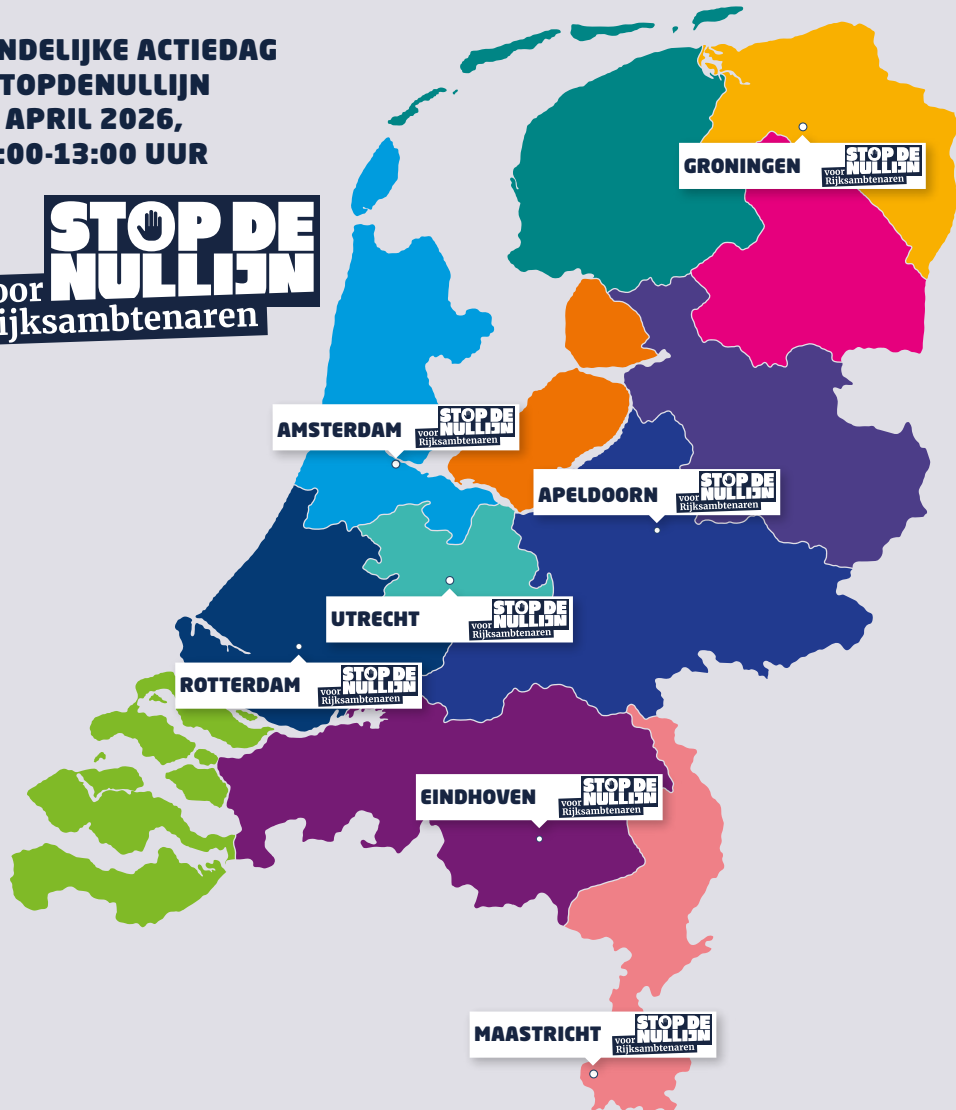 NDELIJKE ACTIEDAG
TOPDENULLIJN
APRIL 2026,
:00-13:00 UUR
STOP DE
NULLIJN
oor
ijksambtenaren
GRONINGEN
STOP DE
voor NULLIJN
Rijksambtenaren
AMSTERDAM
STOP DE
voor NULLIJN
Rijksambtenaren
APELDOORN
STOP DE
voor NULLIJN
Rijksambtenaren
UTRECHT
STOP DE
voor NULLIJN
Rijksambtenaren
ROTTERDAM
STOP DE
voor NULLIJN
Rijksambtenaren
EINDHOVEN
STOP DE
voor NULLIJN
Rijksambtenaren
MAASTRICHT
STOP DE
voor NULLIJN
Rijksambtenaren